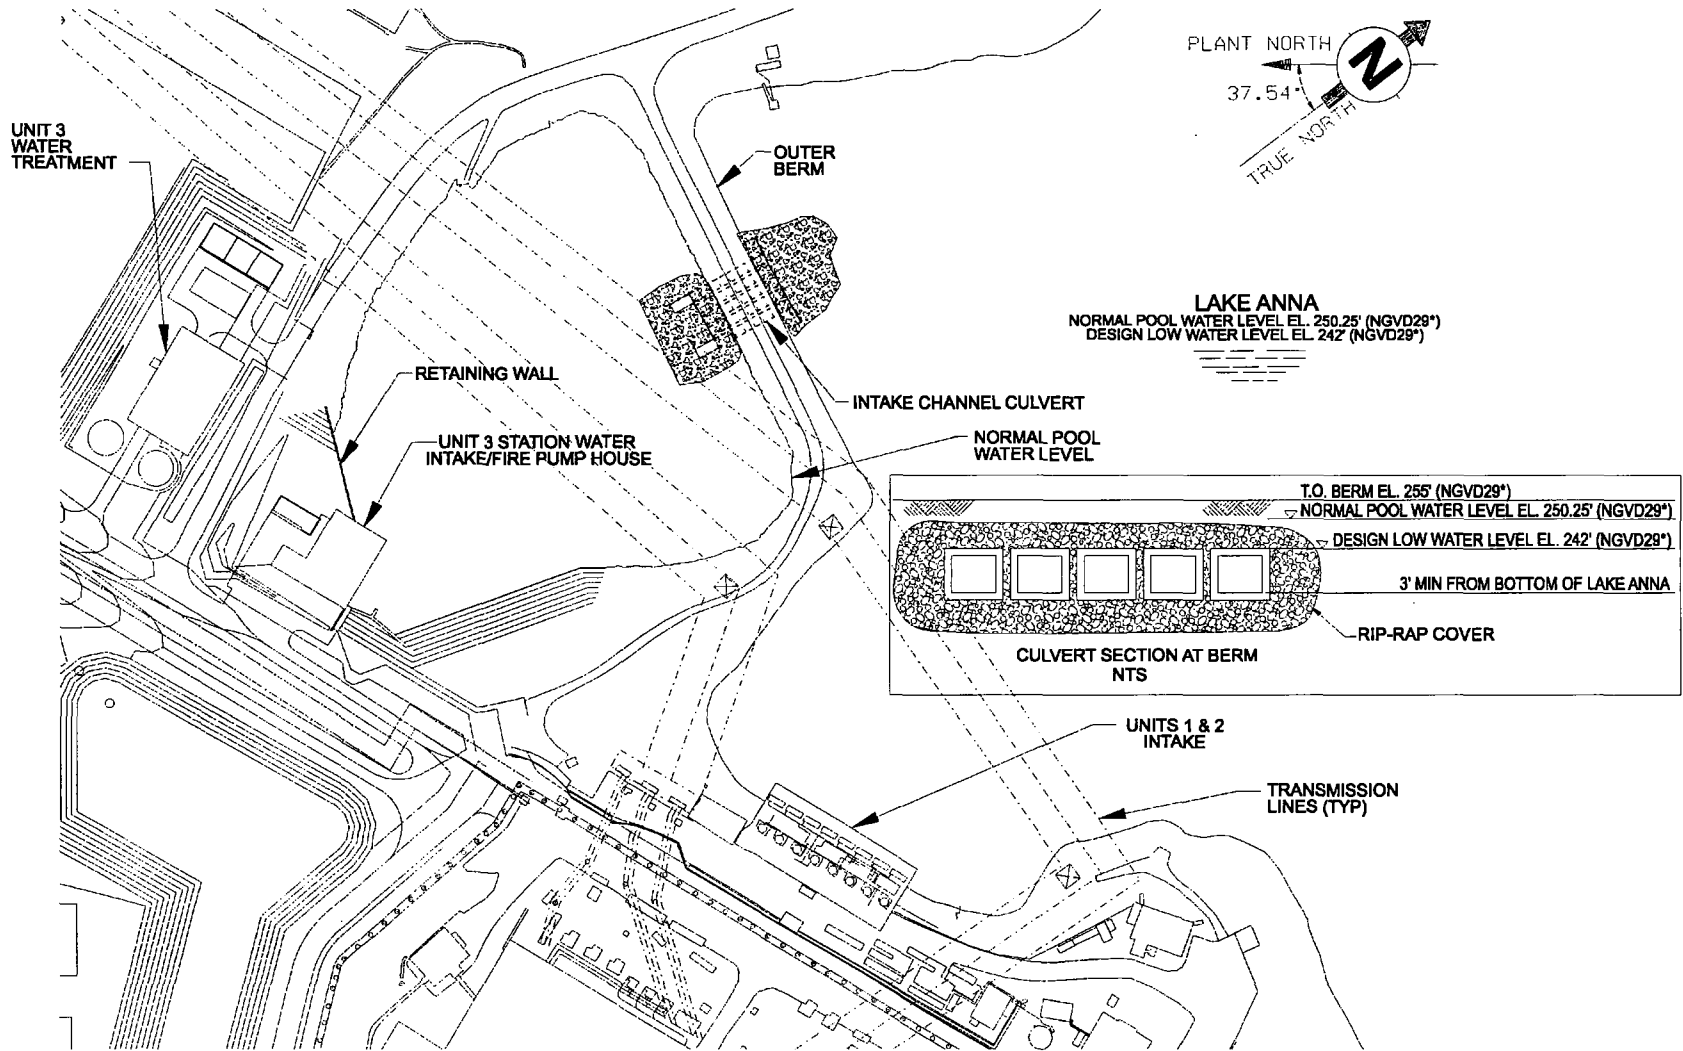 PLANT NORTH
N
37.54°
TRUE NORTH
UNIT 3
WATER
TREATMENT
OUTER
BERM
LAKE ANNA
NORMAL POOL WATER LEVEL EL. 250.25' (NGVD29*)
DESIGN LOW WATER LEVEL EL. 242' (NGVD29*)
RETAINING WALL
INTAKE CHANNEL CULVERT
UNIT 3 STATION WATER
INTAKE/FIRE PUMP HOUSE
NORMAL POOL
WATER LEVEL
T.O. BERM EL. 255' (NGVD29*)
NORMAL POOL WATER LEVEL EL. 250.25' (NGVD29*)
DESIGN LOW WATER LEVEL EL. 242' (NGVD29*)
3' MIN FROM BOTTOM OF LAKE ANNA
RIP-RAP COVER
CULVERT SECTION AT BERM
NTS
UNITS 1 & 2
INTAKE
TRANSMISSION
LINES (TYP)